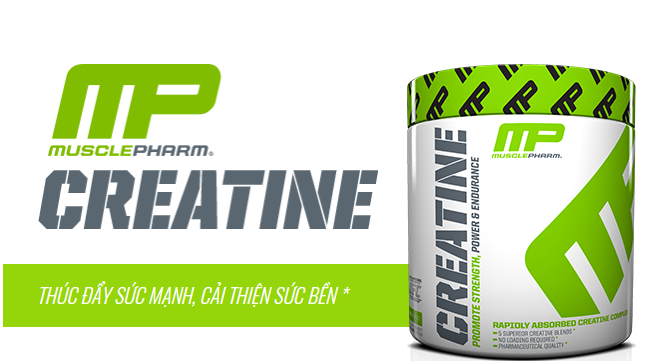 MP
MUSCLEPHARM®
CREATINE
THÚC ĐẨY SỨC MẠNH, CẢI THIỆN SỨC BỀN *
MP
MUSCLEPHARM®
CREATINE
PROMOTE STRENGTH, POWER & ENDURANCE
RAPIDLY ABSORBED CREATINE COMPLEX
5 SUPERIOR CREATINE BLENDS
NO LOADING REQUIRED
PHARMACEUTICAL QUALITY